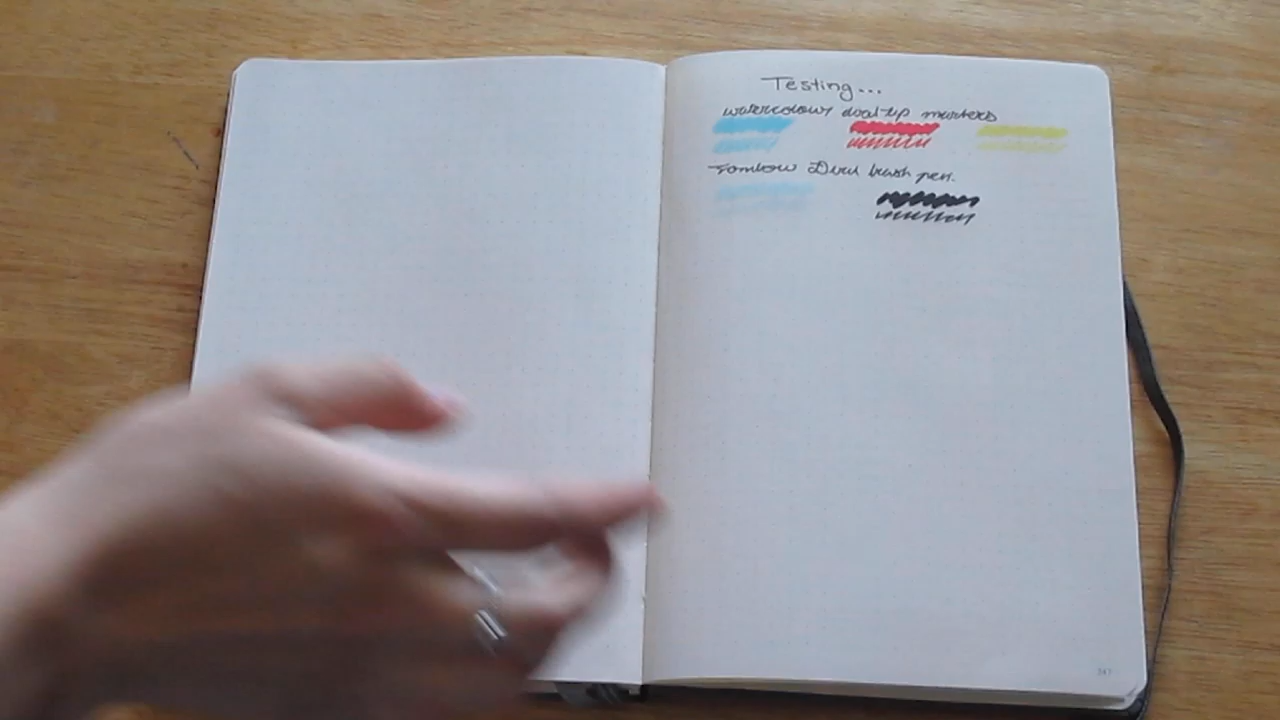 Testing...
watercolour dual tip markers
Tombow Dual brush pen.